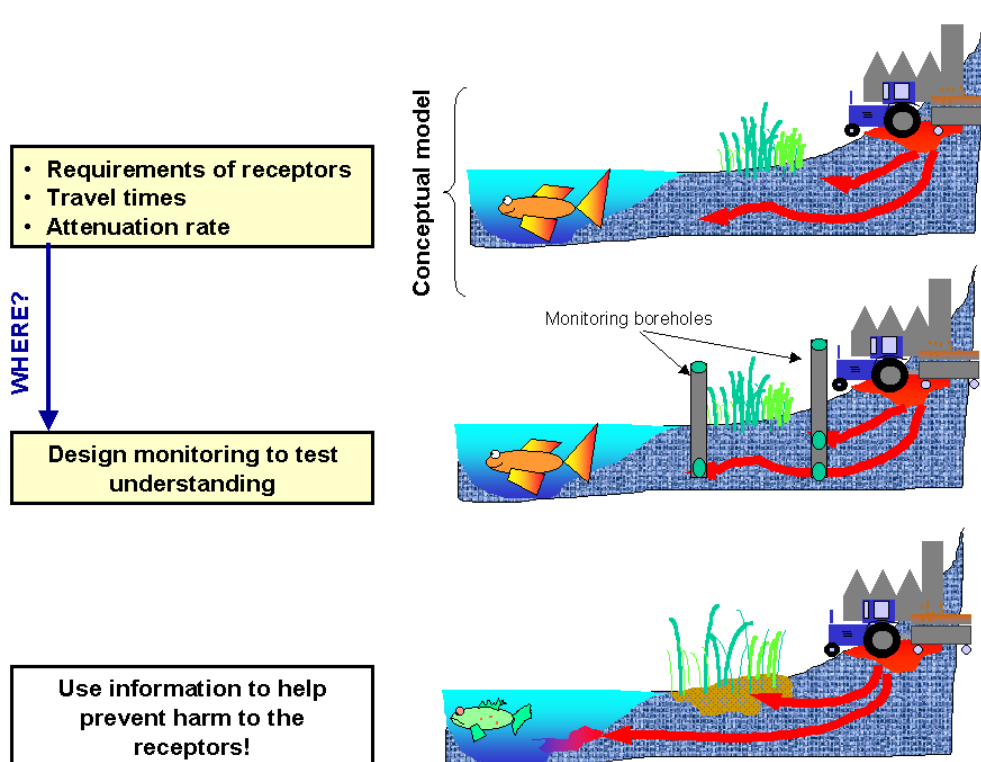 • Requirements of receptors
• Travel times
• Attenuation rate
Conceptual model
WHERE?
Monitoring boreholes
Design monitoring to test
understanding
Use information to help
prevent harm to the
receptors!